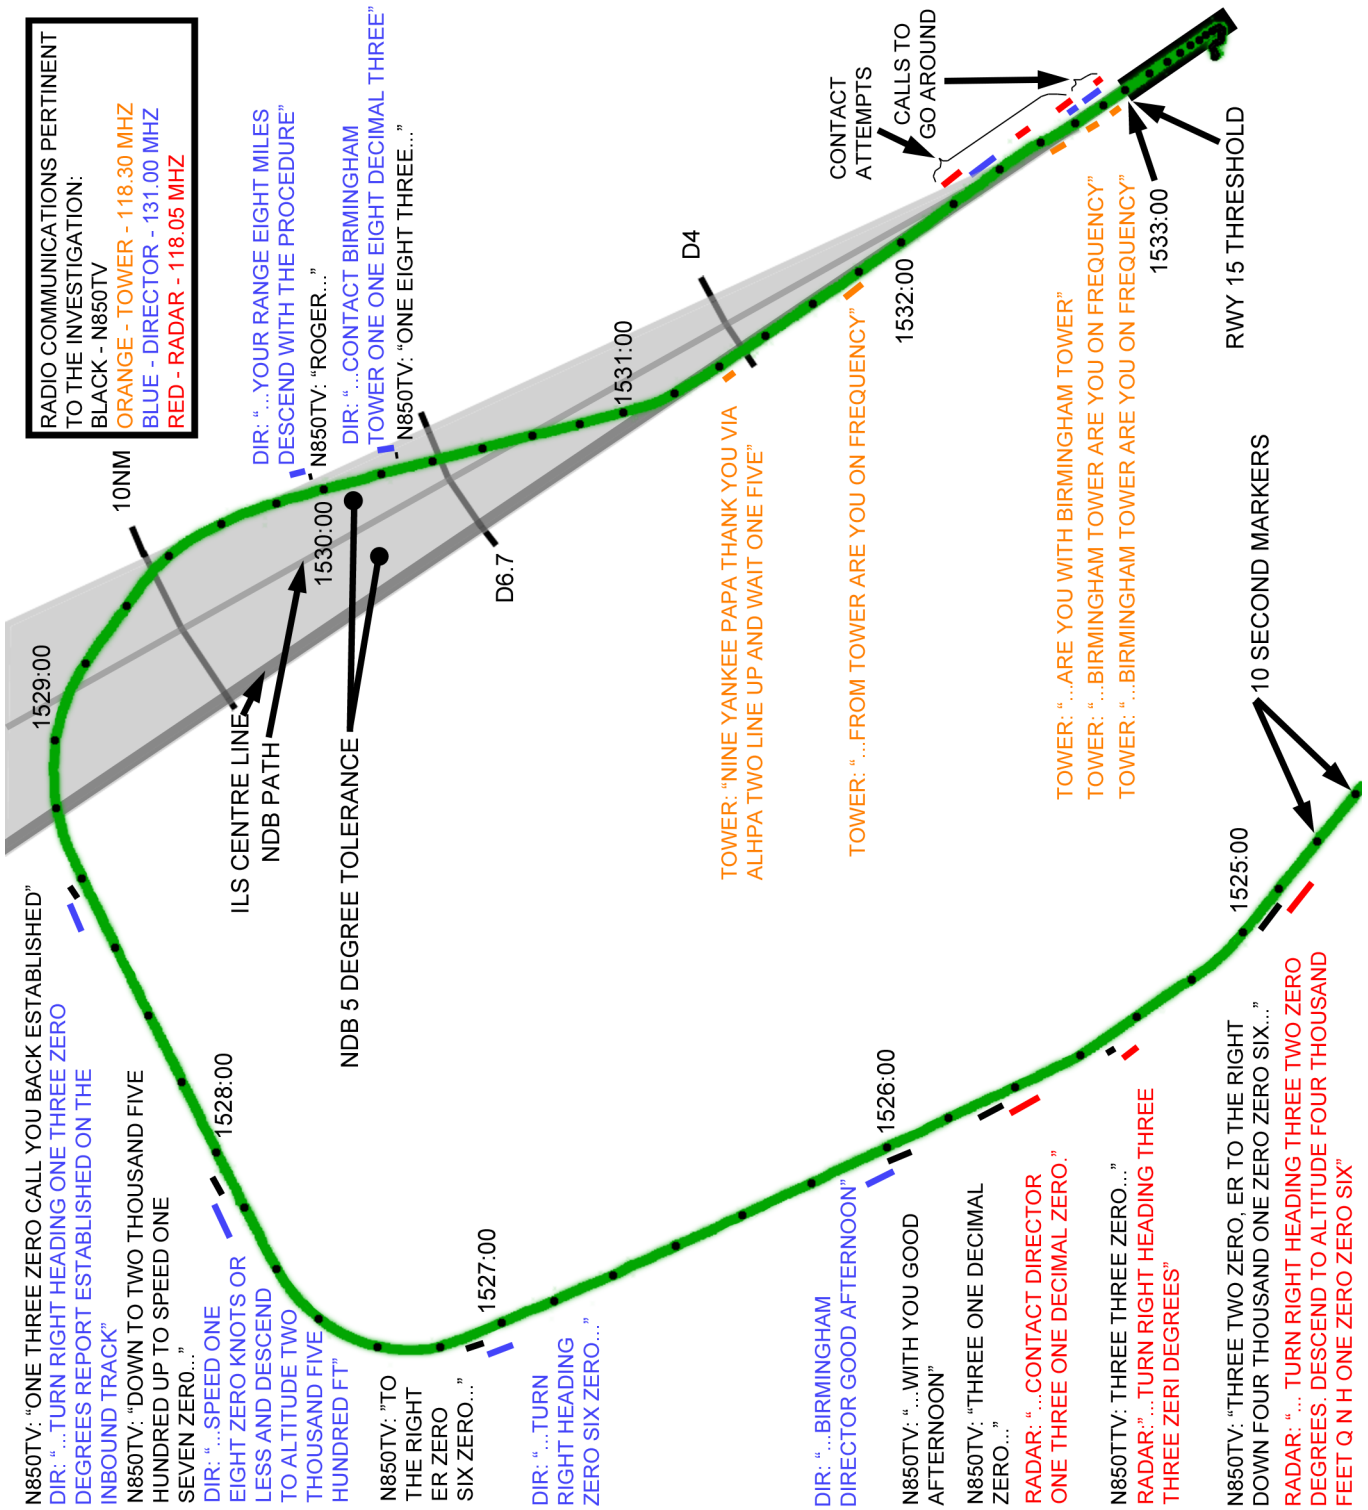 RADIO COMMUNICATIONS PERTINENT
TO THE INVESTIGATION:
BLACK - N850TV
ORANGE - TOWER - 118.30 MHZ
BLUE - DIRECTOR - 131.00 MHZ
RED - RADAR - 118.05 MHZ
DIR: “...YOUR RANGE EIGHT MILES
DESCEND WITH THE PROCEDURE”
N850TV: “ROGER...”
DIR: “...CONTACT BIRMINGHAM
TOWER ONE ONE EIGHT DECIMAL THREE”
N850TV: “ONE EIGHT THREE...”
CONTACT
ATTEMPTS
CALLS TO
GO AROUND
10NM
D4
D6.7
1529:00
1530:00
1531:00
1532:00
1533:00
RWY 15 THRESHOLD
ILS CENTRE LINE
NDB PATH
NDB 5 DEGREE TOLERANCE
TOWER: “NINE YANKEE PAPA THANK YOU VIA
ALHPA TWO LINE UP AND WAIT ONE FIVE”
TOWER: “...FROM TOWER ARE YOU ON FREQUENCY”
TOWER: “...ARE YOU WITH BIRMINGHAM TOWER”
TOWER: “...BIRMINGHAM TOWER ARE YOU ON FREQUENCY”
TOWER: “...BIRMINGHAM TOWER ARE YOU ON FREQUENCY”
10 SECOND MARKERS
1528:00
1527:00
1526:00
1525:00
N850TV: “ONE THREE ZERO CALL YOU BACK ESTABLISHED”
DIR: “...TURN RIGHT HEADING ONE THREE ZERO
DEGREES REPORT ESTABLISHED ON THE
INBOUND TRACK”
N850TV: “DOWN TO TWO THOUSAND FIVE
HUNDRED UP TO SPEED ONE
SEVEN ZER0...”
DIR: “...SPEED ONE
EIGHT ZERO KNOTS OR
LESS AND DESCEND
TO ALTITUDE TWO
THOUSAND FIVE
HUNDRED FT”
N850TV: ”TO
THE RIGHT
ER ZERO
SIX ZERO...”
DIR: “...TURN
RIGHT HEADING
ZERO SIX ZERO...”
DIR: “...BIRMINGHAM
DIRECTOR GOOD AFTERNOON”
N850TV: “...WITH YOU GOOD
AFTERNOON”
N850TV: “THREE ONE DECIMAL
ZERO...”
RADAR: “...CONTACT DIRECTOR
ONE THREE ONE DECIMAL ZERO.”
N850TTV: THREE THREE ZERO...”
RADAR:”...TURN RIGHT HEADING THREE
THREE ZERI DEGREES”
N850TV: “THREE TWO ZERO, ER TO THE RIGHT
DOWN FOUR THOUSAND ONE ZERO ZERO SIX...”
RADAR: “... TURN RIGHT HEADING THREE TWO ZERO
DEGREES. DESCEND TO ALTITUDE FOUR THOUSAND
FEET Q N H ONE ZERO ZERO SIX”